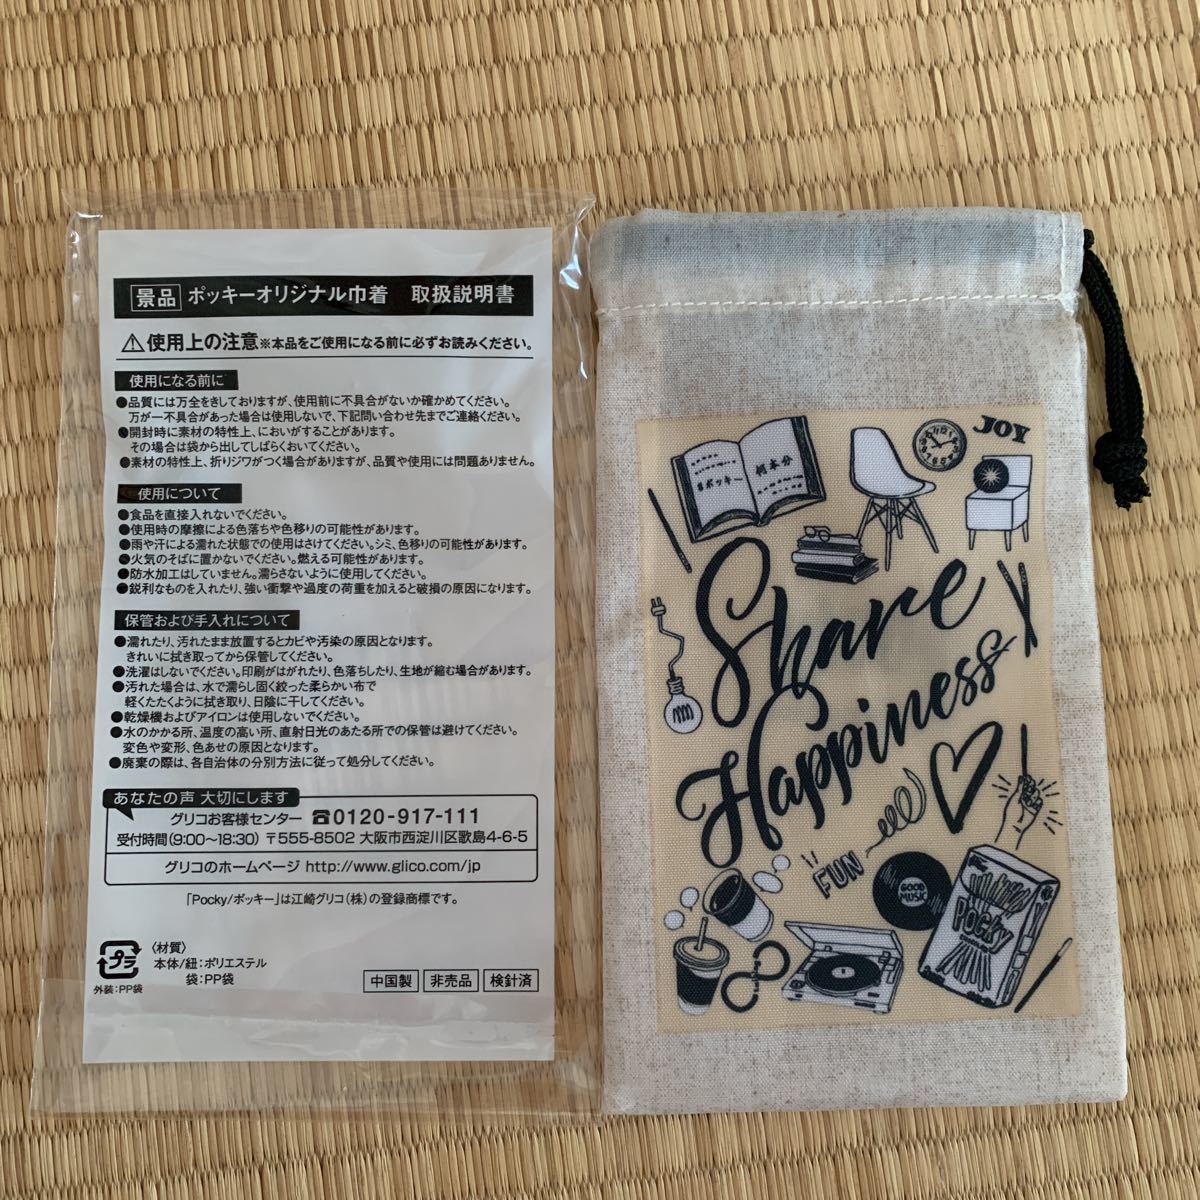 景品 ポッキーオリジナル巾着 取扱説明書
⚠使用上の注意 ※本品をご使用になる前に必ずお読みください。
使用になる前に
●品質には万全をきしておりますが、使用前に不具合がないか確かめてください。
万が一不具合があった場合は使用しないで、下記問い合わせ先までご連絡ください。
●開封時に素材の特性上、においがすることがあります。
その場合は袋から出してしばらくおいてください。
●素材の特性上、折りジワがつく場合がありますが、品質や使用には問題ありません。
使用について
●食品を直接入れないでください。
●使用時の摩擦による色落ちや色移りの可能性があります。
●雨や汗による濡れた状態での使用はさけてください。シミ、色移りの可能性があります。
●火気のそばに置かないでください。燃える可能性があります。
●防水加工はしていません。濡らさないように使用してください。
●鋭利なものを入れたり、強い衝撃や過度の荷重を加えると破損の原因になります。
保管および手入れについて
●濡れたり、汚れたまま放置するとカビや汚染の原因となります。
きれいに拭き取ってから保管してください。
●洗濯はしないでください。印刷がはがれたり、色落ちしたり、生地が縮む場合があります。
●汚れた場合は、水で濡らし固く絞った柔らかい布で
軽くたたくように拭き取り、日陰に干してください。
●乾燥機およびアイロンは使用しないでください。
●水のかかる所、温度の高い所、直射日光のあたる所での保管は避けてください。
変色や変形、色あせの原因となります。
●廃棄の際は、各自治体の分別方法に従って処分してください。
あなたの声 大切にします
グリコお客様センター ☎0120-917-111
受付時間(9:00～18:30) 〒555-8502 大阪市西淀川区歌島4-6-5
グリコのホームページ http://www.glico.com/jp
「Pocky/ポッキー」は江崎グリコ(株)の登録商標です。
プラ
外装:PP袋
〈材質〉
本体/紐:ポリエステル
袋:PP袋
中国製 非売品 検針済
JOY
#ポッキー
何本分
Share
Happiness
FUN
GOOD
MUSIC
POCKY